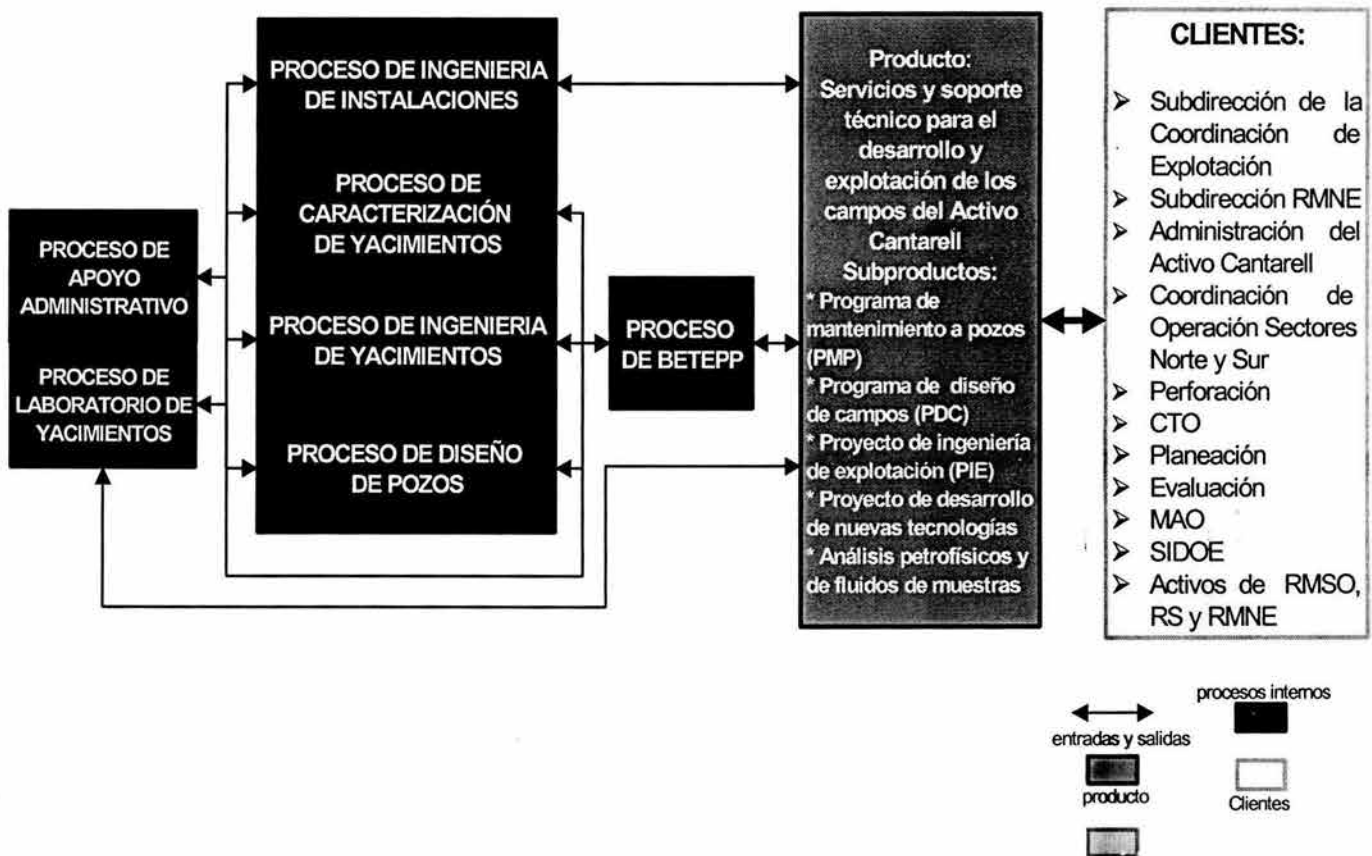 PROCESO DE APOYO
ADMINISTRATIVO
PROCESO DE
LABORATORIO DE
YACIMIENTOS
PROCESO DE INGENIERIA
DE INSTALACIONES
PROCESO DE
CARACTERIZACIÓN
DE YACIMIENTOS
PROCESO DE INGENIERIA
DE YACIMIENTOS
PROCESO DE DISEÑO
DE POZOS
PROCESO
DE BETEPP
Producto:
Servicios y soporte
técnico para el
desarrollo y
explotación de los
campos del Activo
Cantarell
Subproductos:
* Programa de
mantenimiento a pozos
(PMP)
* Programa de diseño
de campos (PDC)
* Proyecto de ingeniería
de explotación (PIE)
* Proyecto de desarrollo
de nuevas tecnologías
* Análisis petrofísicos y
de fluidos de muestras
CLIENTES:
➢ Subdirección de la
Coordinación de
Explotación
➢ Subdirección RMNE
➢ Administración del
Activo Cantarell
➢ Coordinación de
Operación Sectores
Norte y Sur
➢ Perforación
➢ CTO
➢ Planeación
➢ Evaluación
➢ MAO
➢ SIDOE
➢ Activos de RMSO,
RS y RMNE
procesos internos
entradas y salidas
producto
Clientes